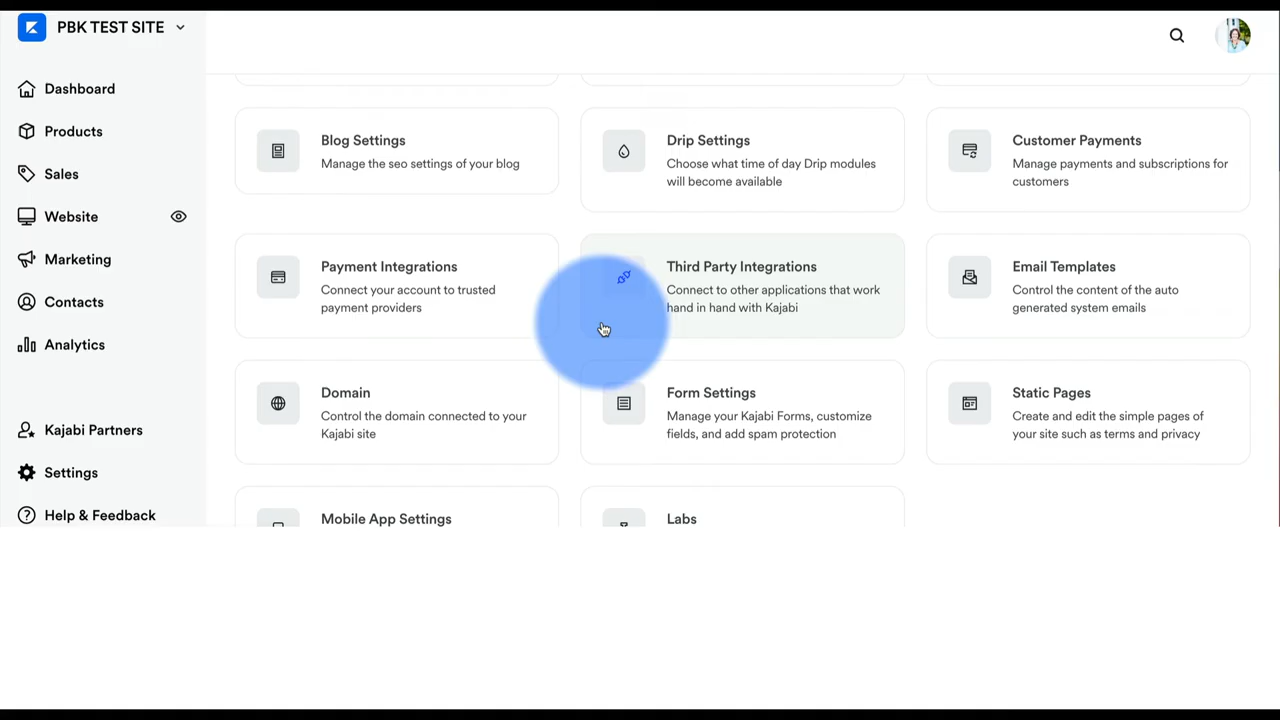 PBK TEST SITE
Dashboard
Products
Sales
Website
Marketing
Contacts
Analytics
Kajabi Partners
Settings
Help & Feedback
Blog Settings
Manage the seo settings of your blog
Drip Settings
Choose what time of day Drip modules
will become available
Customer Payments
Manage payments and subscriptions for
customers
Payment Integrations
Connect your account to trusted
payment providers
Third Party Integrations
Connect to other applications that work
hand in hand with Kajabi
Email Templates
Control the content of the auto
generated system emails
Domain
Control the domain connected to your
Kajabi site
Form Settings
Manage your Kajabi Forms, customize
fields, and add spam protection
Static Pages
Create and edit the simple pages of
your site such as terms and privacy
Mobile App Settings
Labs